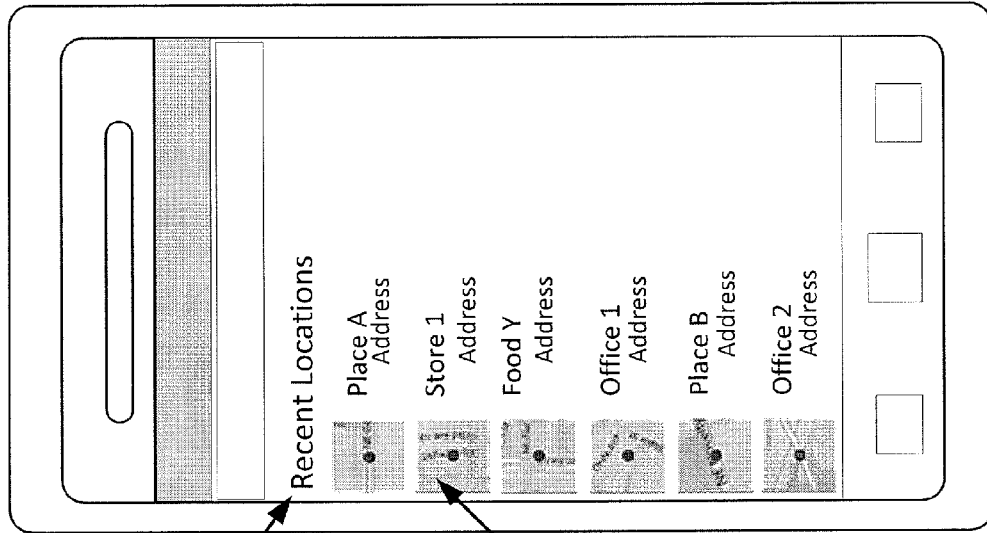 Recent Locations
Place A
Address
Store 1
Address
Food Y
Address
Office 1
Address
Place B
Address
Office 2
Address